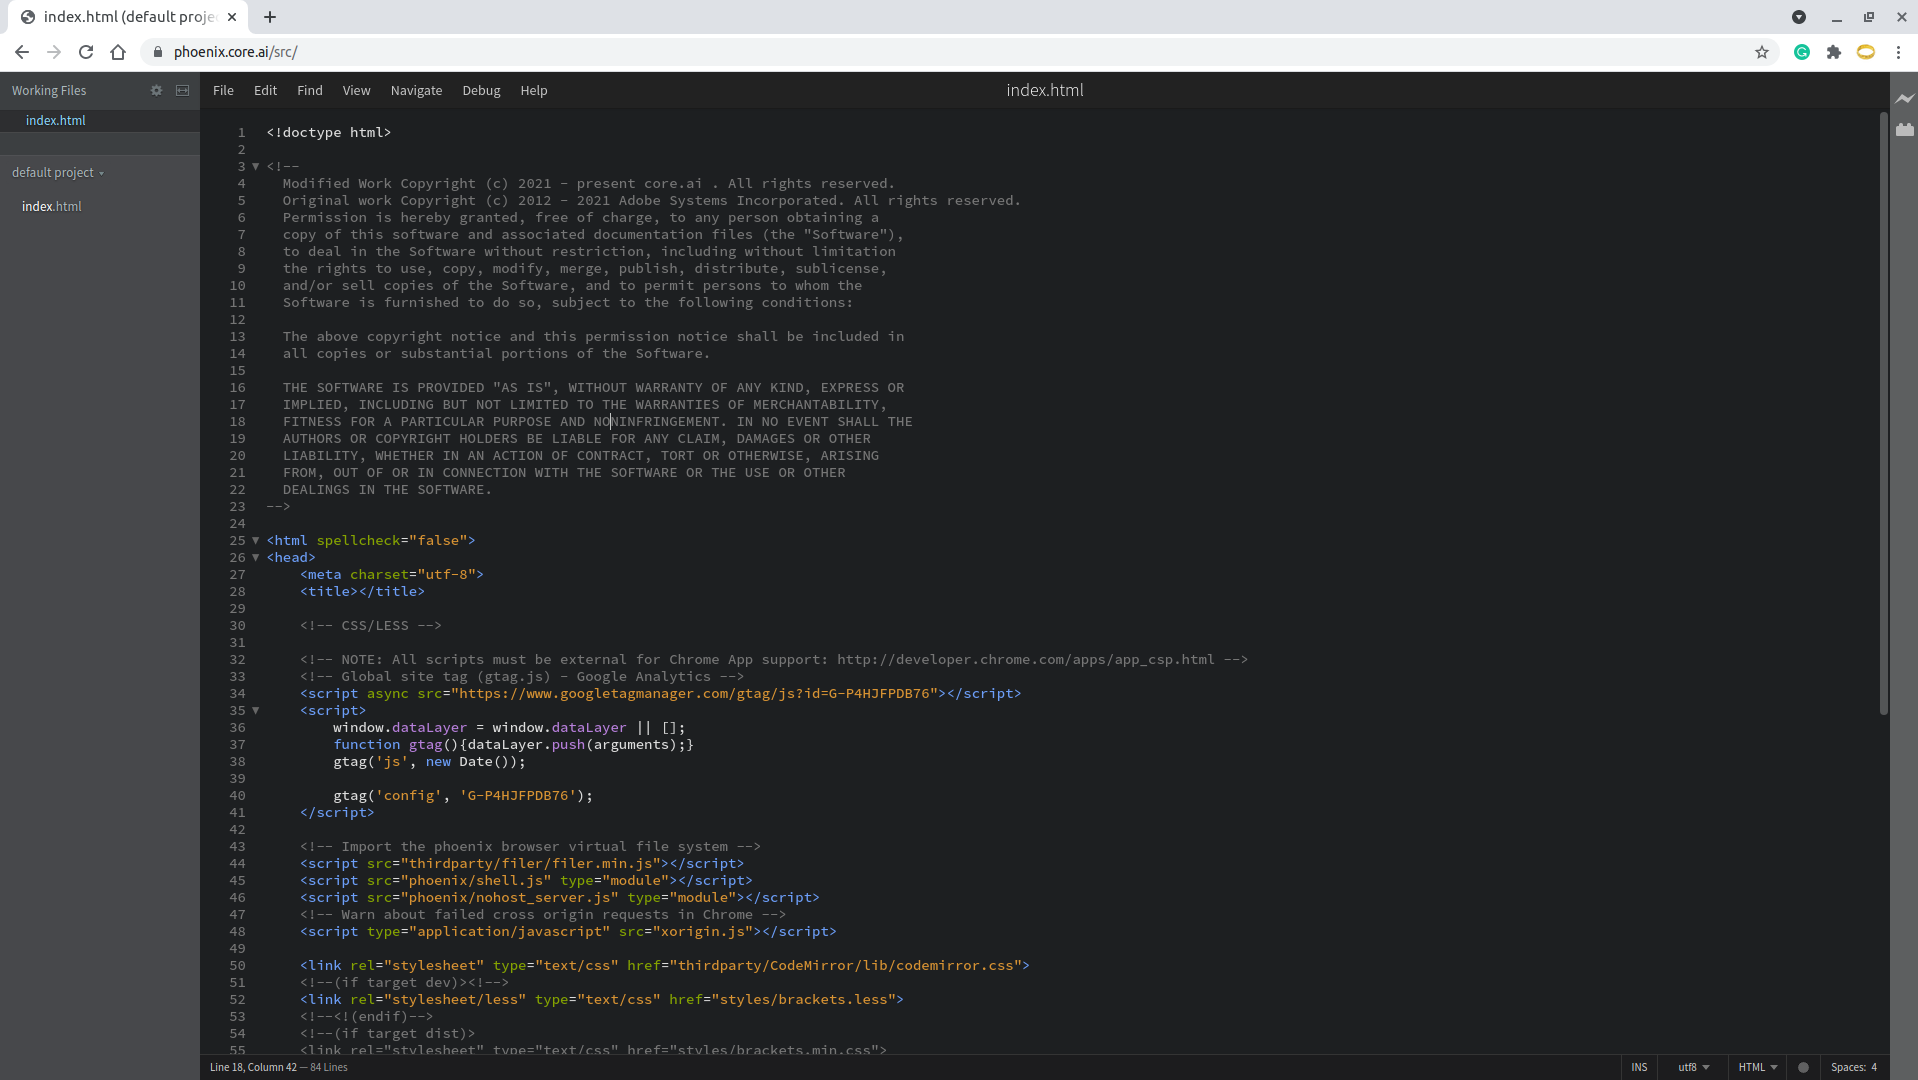 index.html (default proje
phoenix.core.ai/src/
Working Files
index.html
default project
index.html
File Edit Find View Navigate Debug Help
index.html
1 <!doctype html>
2
3 <!--
4 Modified Work Copyright (c) 2021 - present core.ai . All rights reserved.
5 Original work Copyright (c) 2012 - 2021 Adobe Systems Incorporated. All rights reserved.
6 Permission is hereby granted, free of charge, to any person obtaining a
7 copy of this software and associated documentation files (the "Software"),
8 to deal in the Software without restriction, including without limitation
9 the rights to use, copy, modify, merge, publish, distribute, sublicense,
10 and/or sell copies of the Software, and to permit persons to whom the
11 Software is furnished to do so, subject to the following conditions:
12
13 The above copyright notice and this permission notice shall be included in
14 all copies or substantial portions of the Software.
15
16 THE SOFTWARE IS PROVIDED "AS IS", WITHOUT WARRANTY OF ANY KIND, EXPRESS OR
17 IMPLIED, INCLUDING BUT NOT LIMITED TO THE WARRANTIES OF MERCHANTABILITY,
18 FITNESS FOR A PARTICULAR PURPOSE AND NONINFRINGEMENT. IN NO EVENT SHALL THE
19 AUTHORS OR COPYRIGHT HOLDERS BE LIABLE FOR ANY CLAIM, DAMAGES OR OTHER
20 LIABILITY, WHETHER IN AN ACTION OF CONTRACT, TORT OR OTHERWISE, ARISING
21 FROM, OUT OF OR IN CONNECTION WITH THE SOFTWARE OR THE USE OR OTHER
22 DEALINGS IN THE SOFTWARE.
23 -->
24
25 <html spellcheck="false">
26 <head>
27 <meta charset="utf-8">
28 <title></title>
29
30 <!-- CSS/LESS -->
31
32 <!-- NOTE: All scripts must be external for Chrome App support: http://developer.chrome.com/apps/app_csp.html -->
33 <!-- Global site tag (gtag.js) - Google Analytics -->
34 <script async src="https://www.googletagmanager.com/gtag/js?id=G-P4HJFPDB76"></script>
35 <script>
36 window.dataLayer = window.dataLayer || [];
37 function gtag(){dataLayer.push(arguments);}
38 gtag('js', new Date());
39
40 gtag('config', 'G-P4HJFPDB76');
41 </script>
42
43 <!-- Import the phoenix browser virtual file system -->
44 <script src="thirdparty/filer/filer.min.js"></script>
45 <script src="phoenix/shell.js" type="module"></script>
46 <script src="phoenix/nohost_server.js" type="module"></script>
47 <!-- Warn about failed cross origin requests in Chrome -->
48 <script type="application/javascript" src="xorigin.js"></script>
49
50 <link rel="stylesheet" type="text/css" href="thirdparty/CodeMirror/lib/codemirror.css">
51 <!--(if target dev)><!-->
52 <link rel="stylesheet/less" type="text/css" href="styles/brackets.less">
53 <!--<!(endif)-->
54 <!--(if target dist)>
55 <link rel="stylesheet" type="text/css" href="styles/brackets.min.css">
Line 18, Column 42 — 84 Lines INS utf8 HTML Spaces: 4